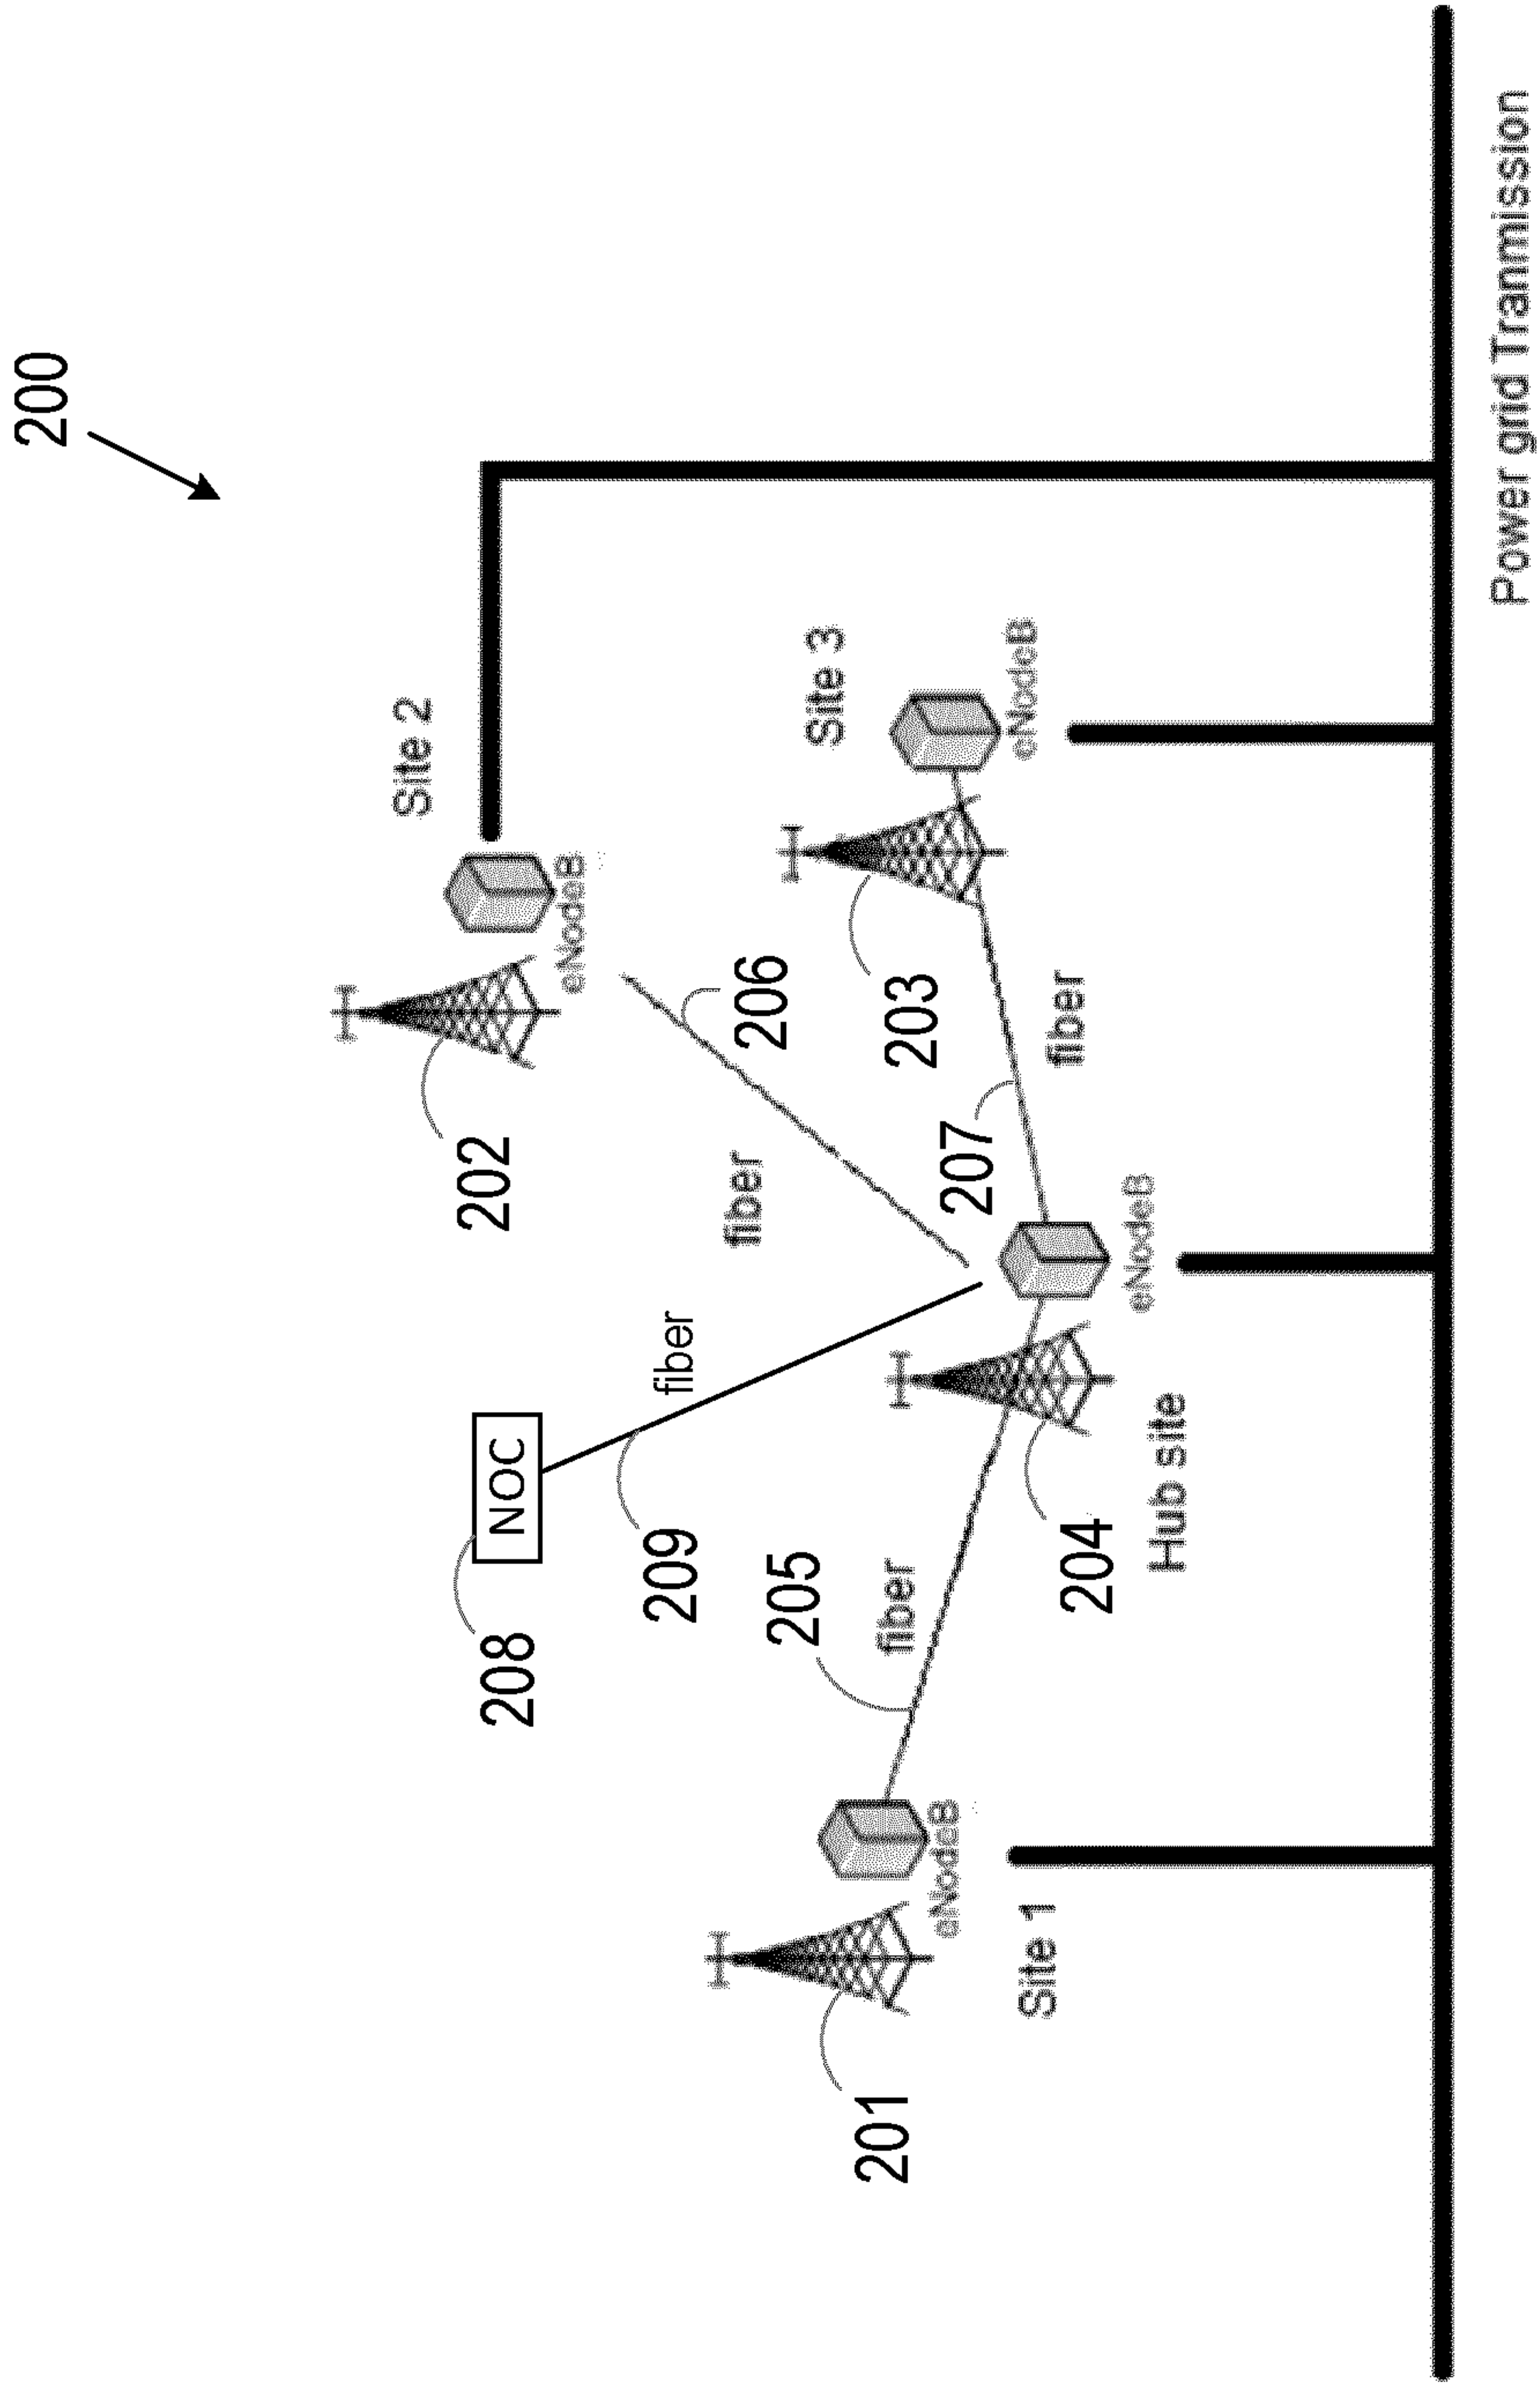 200
Site 2
208
NOC
202
eNodeB
209
fiber
fiber
206
205
Site 3
201
fiber
203
eNodeB
207
eNodeB
Site 1
fiber
204
eNodeB
Hub site
Power grid Tranmission